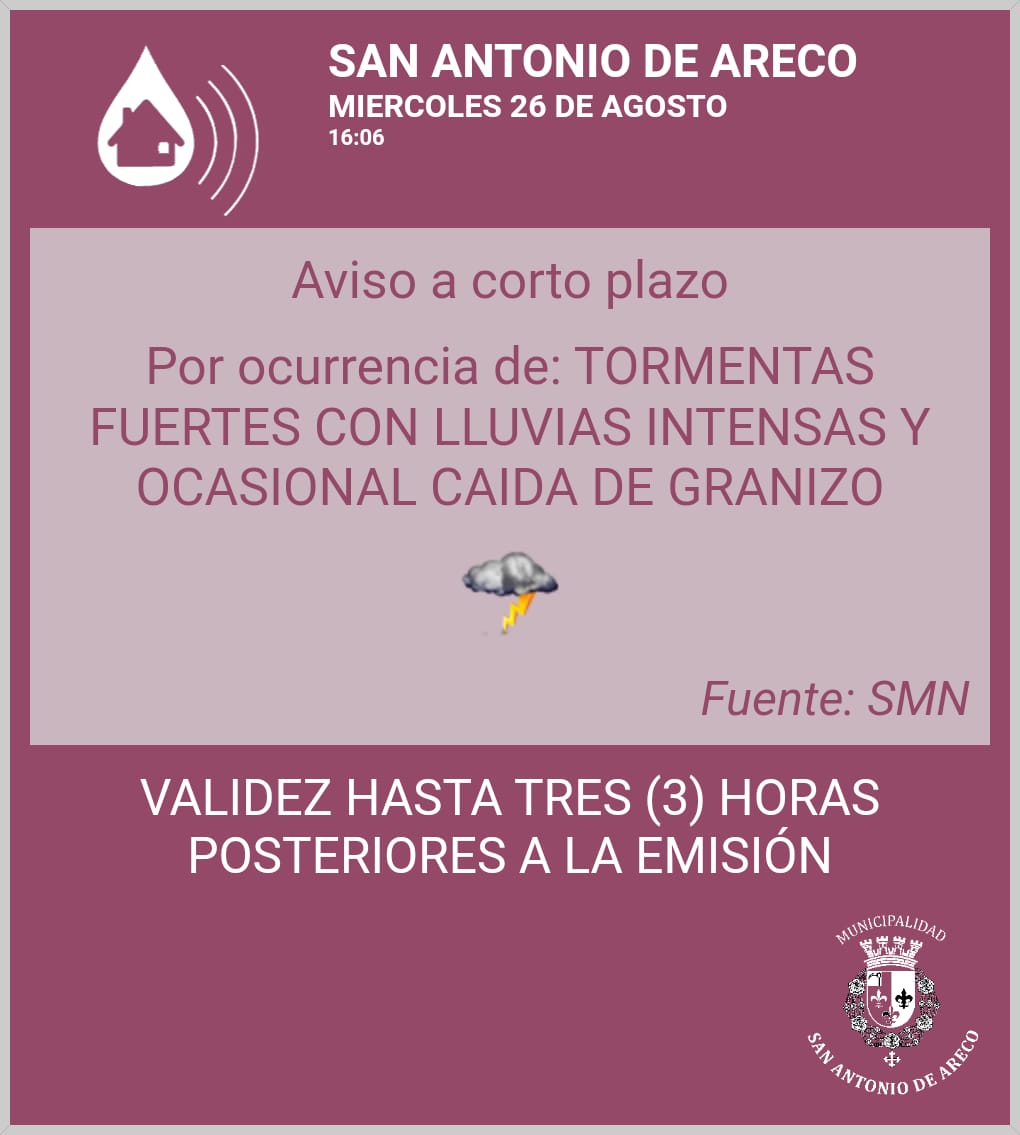 SAN ANTONIO DE ARECO
MIERCOLES 26 DE AGOSTO
16:06
Aviso a corto plazo
Por ocurrencia de: TORMENTAS
FUERTES CON LLUVIAS INTENSAS Y
OCASIONAL CAIDA DE GRANIZO
Fuente: SMN
VALIDEZ HASTA TRES (3) HORAS
POSTERIORES A LA EMISIÓN
MUNICIPALIDAD
SAN ANTONIO DE ARECO